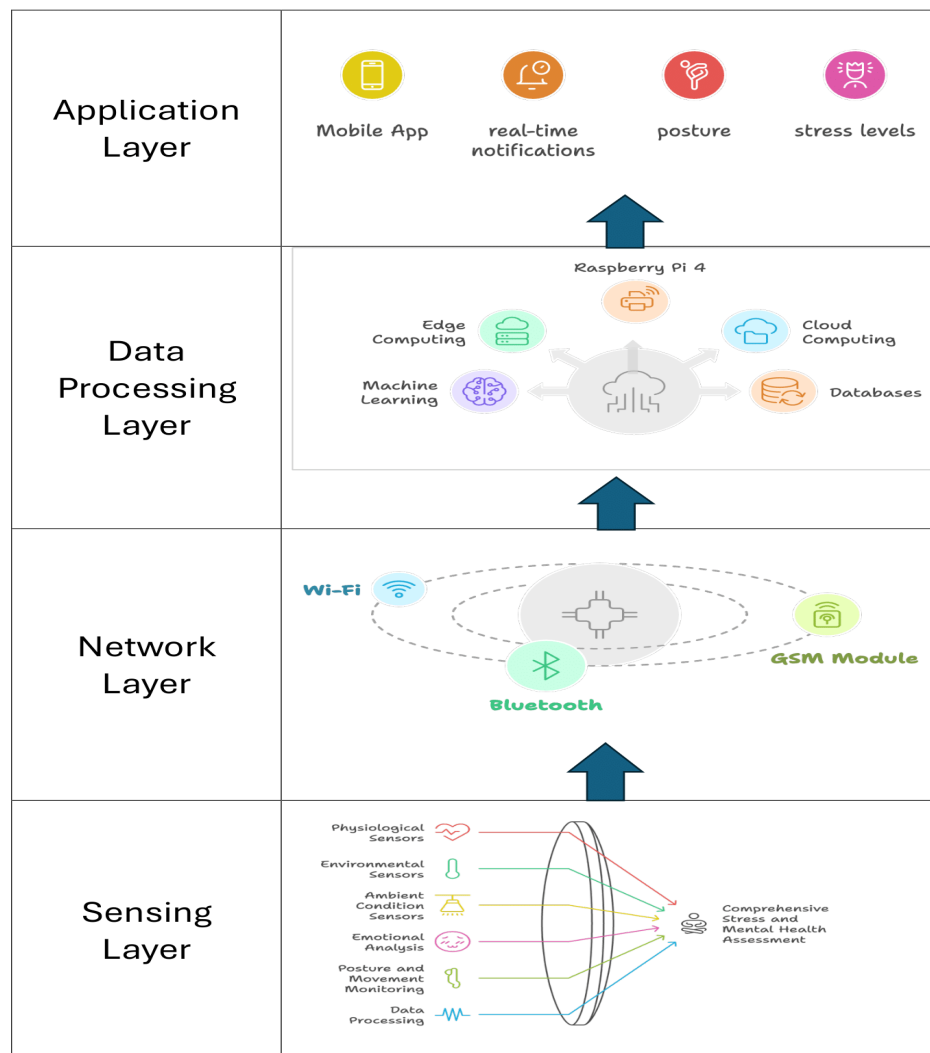 Application
Layer
Mobile App
real-time
notifications
posture
stress levels
Data
Processing
Layer
Raspberry Pi 4
Edge
Computing
Cloud
Computing
Machine
Learning
Databases
Network
Layer
Wi-Fi
GSM Module
Bluetooth
Sensing
Layer
Physiological
Sensors
Environmental
Sensors
Ambient
Condition
Sensors
Emotional
Analysis
Posture and
Movement
Monitoring
Data
Processing
Comprehensive
Stress and
Mental Health
Assessment